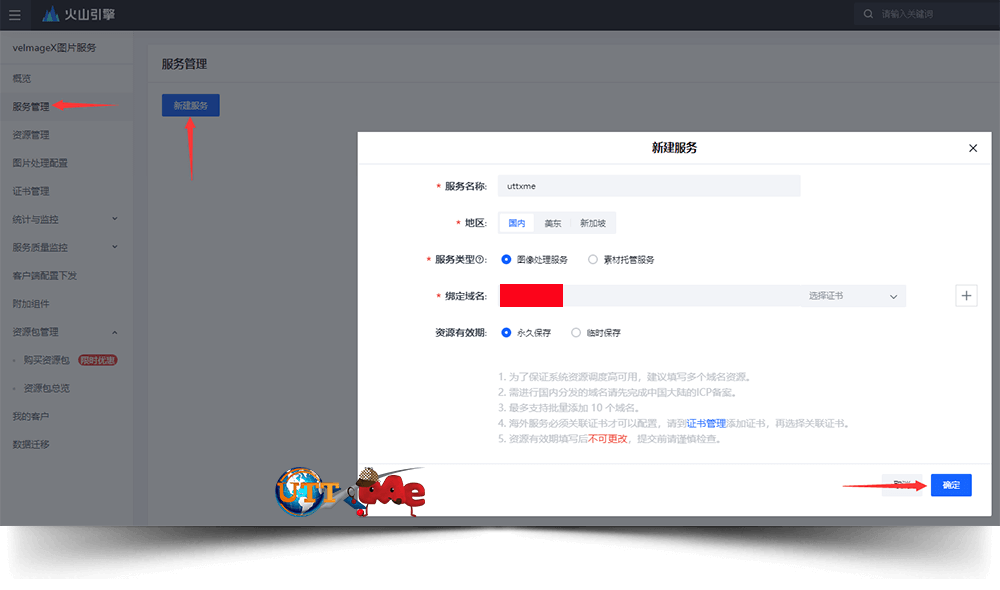 火山引擎
请输入关键词
veImageX图片服务
概览
服务管理
资源管理
图片处理配置
证书管理
统计与监控
服务质量监控
客户端配置下发
附加组件
资源包管理
购买资源包 限时优惠
资源包总览
我的客户
数据迁移
服务管理
新建服务
新建服务
* 服务名称: uttxme
* 地区: 国内 美东 新加坡
* 服务类型?: 图像处理服务 素材托管服务
* 绑定域名: 选择证书
资源有效期: 永久保存 临时保存
1. 为了保证系统资源调度高可用，建议填写多个域名资源。
2. 需进行国内分发的域名请先完成中国大陆的ICP备案。
3. 最多支持批量添加 10 个域名。
4. 海外服务必须关联证书才可以配置，请到证书管理添加证书，再选择关联证书。
5. 资源有效期填写后不可更改，提交前请谨慎检查。
确定
UTT Me